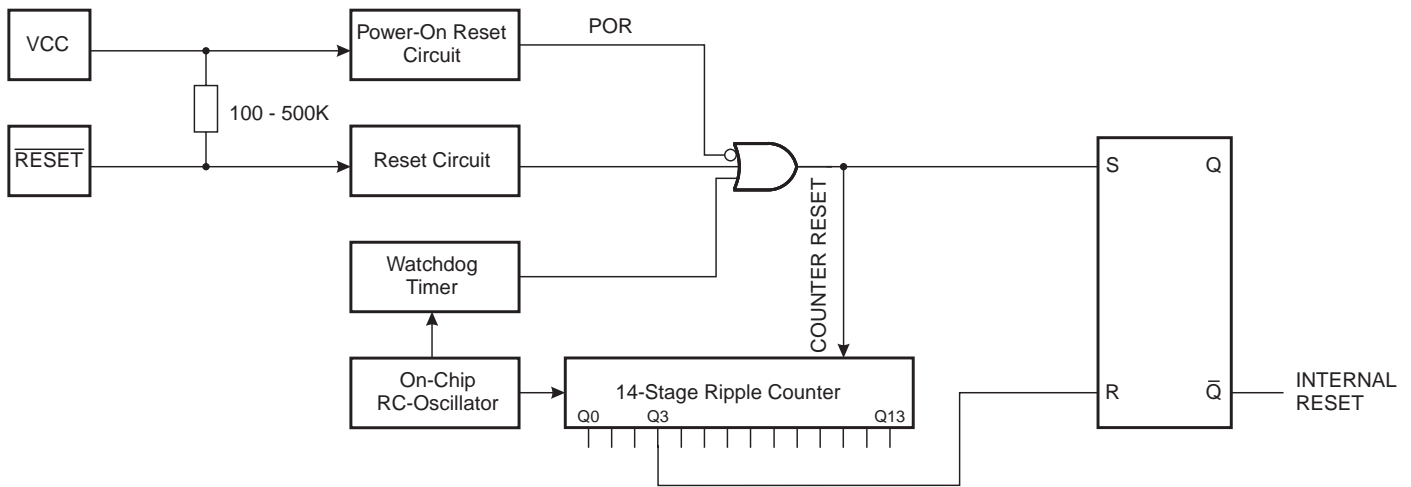 VCC
Power-On Reset
Circuit
POR
100 - 500K
RESET
Reset Circuit
S
Q
COUNTER RESET
Watchdog
Timer
On-Chip
RC-Oscillator
14-Stage Ripple Counter
Q0
Q3
Q13
R
Q̅
INTERNAL
RESET